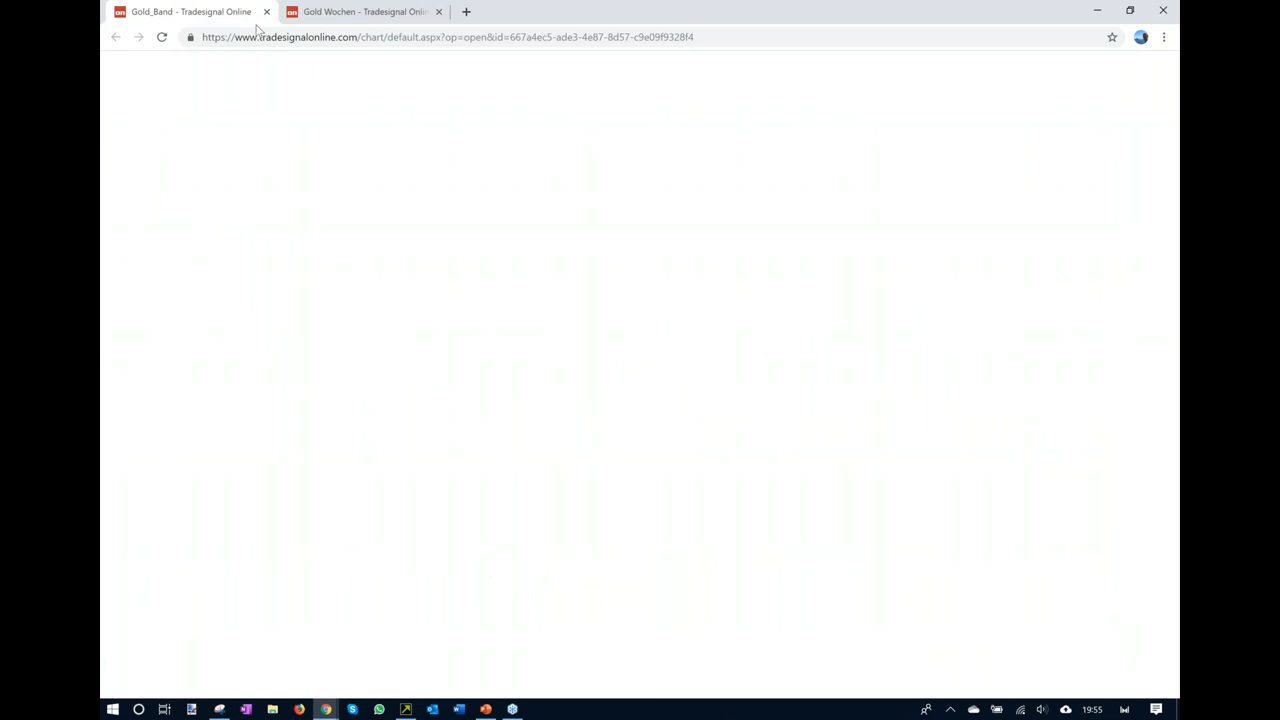 Gold_Band - Tradesignal Online
Gold Wochen - Tradesignal Onlin
https://www.tradesignalonline.com/chart/default.aspx?op=open&id=667a4ec5-ade3-4e87-8d57-c9e09f9328f4
19:55